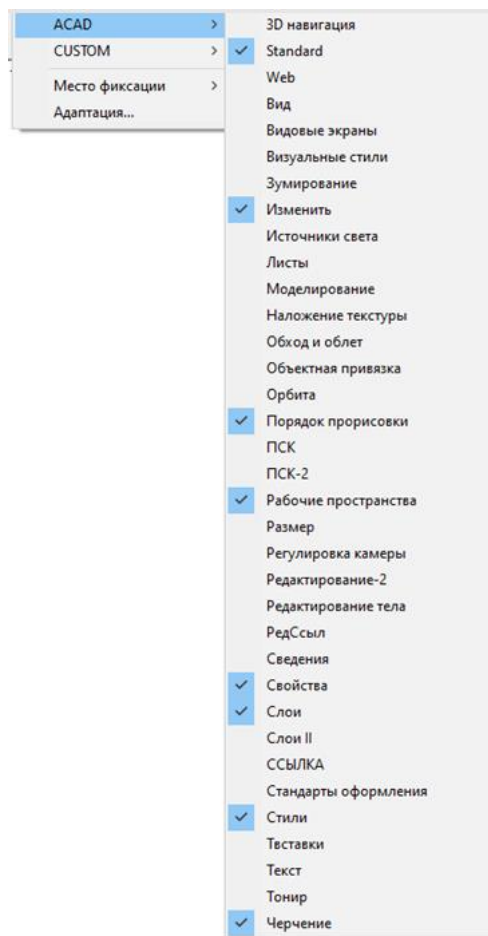 ACAD
CUSTOM
Место фиксации
Адаптация...
3D навигация
Standard
Web
Вид
Видовые экраны
Визуальные стили
Зумирование
Изменить
Источники света
Листы
Моделирование
Наложение текстуры
Обход и облет
Объектная привязка
Орбита
Порядок прорисовки
ПСК
ПСК-2
Рабочие пространства
Размер
Регулировка камеры
Редактирование-2
Редактирование тела
РедСсыл
Сведения
Свойства
Слои
Слои II
ССЫЛКА
Стандарты оформления
Стили
Твставки
Текст
Тонир
Черчение